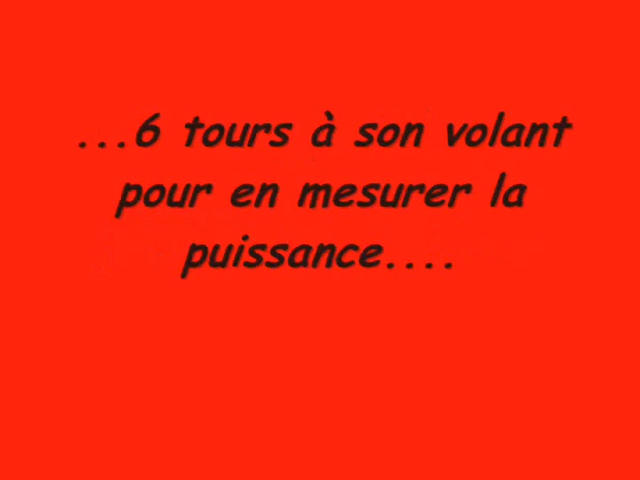 ...6 tours à son volant
pour en mesurer la
puissance....